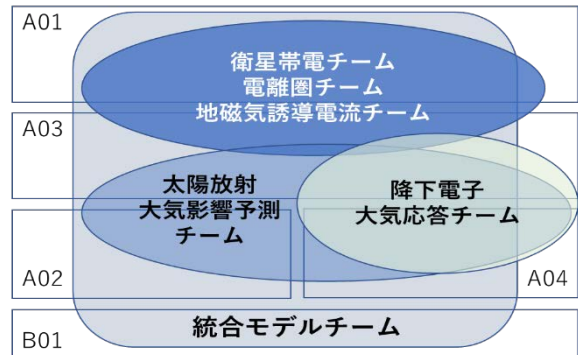 A01
衛星帯電チーム
電離圏チーム
地磁気誘導電流チーム
A03
太陽放射
大気影響予測
チーム
降下電子
大気応答チーム
A02
A04
統合モデルチーム
B01